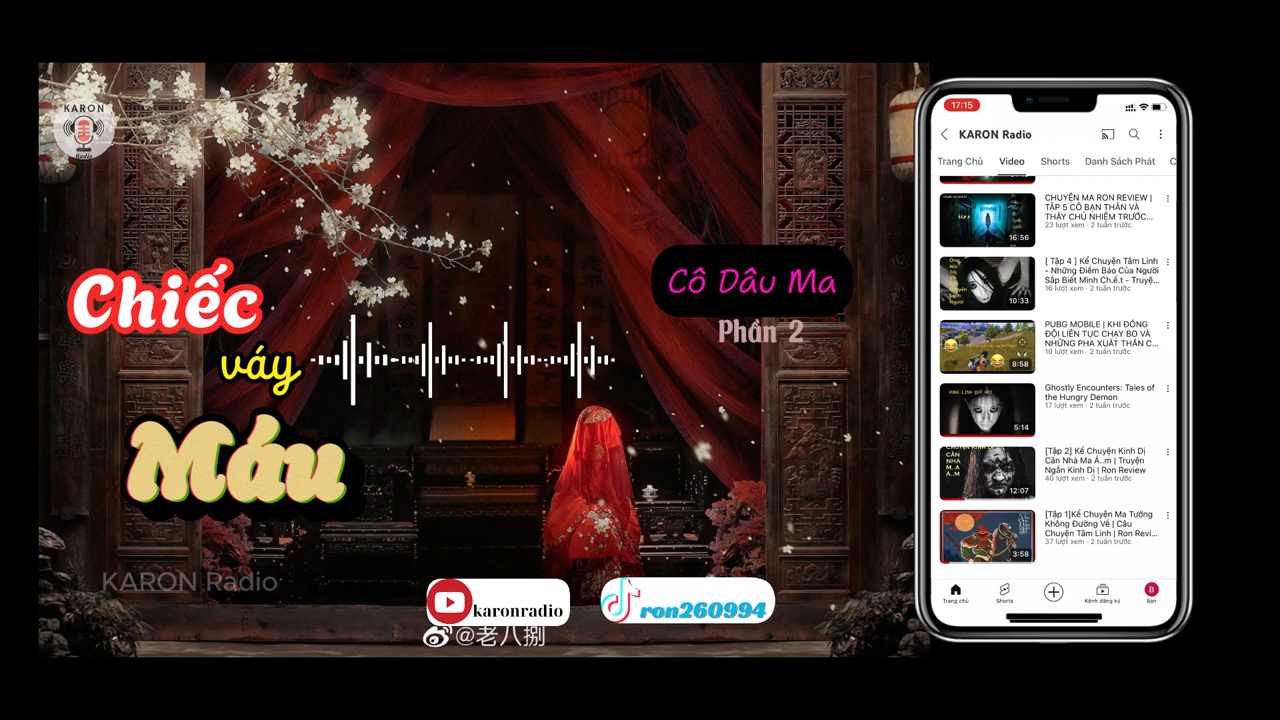 KARON
Radio
Chiếc
váy
Máu
Cô Dâu Ma
Phần 2
KARON Radio
karonradio
ron260994
@老八捌
17:15
KARON Radio
Trang Chủ Video Shorts Danh Sách Phát C
CHUYỆN MA RON REVIEW |
TẬP 5 CÔ BẠN THÂN VÀ
THẦY CHỦ NHIỆM TRƯỚC...
23 lượt xem · 2 tuần trước
16:56
[ Tập 4 ] Kể Chuyện Tâm Linh
- Những Điềm Báo Của Người
Sắp Biết Mình Ch.ế.t - Truyệ...
16 lượt xem · 2 tuần trước
10:33
PUBG MOBILE | KHI ĐỒNG
ĐỘI LIÊN TỤC CHẠY BO VÀ
NHỮNG PHA XUẤT THẦN C...
10 lượt xem · 2 tuần trước
8:58
VONG LINH QUỶ ĐÓI
Ghostly Encounters: Tales of
the Hungry Demon
17 lượt xem · 2 tuần trước
5:14
CĂN
NHÀ
M..A
Á..M
[Tập 2] Kể Chuyện Kinh Dị
Căn Nhà Ma Á..m | Truyện
Ngắn Kinh Dị | Ron Review
40 lượt xem · 2 tuần trước
12:07
[Tập 1]Kể Chuyện Ma Tưởng
Không Đường Về | Câu
Chuyện Tâm Linh | Ron Revi...
37 lượt xem · 2 tuần trước
3:58
Trang chủ Shorts Kênh đăng ký B Bạn